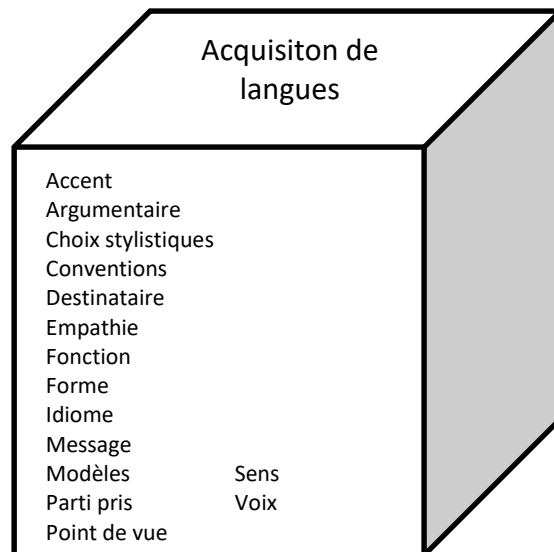 Acquisiton de
langues
Accent
Argumentaire
Choix stylistiques
Conventions
Destinataire
Empathie
Fonction
Forme
Idiome
Message
Modèles
Parti pris
Point de vue
Sens
Voix